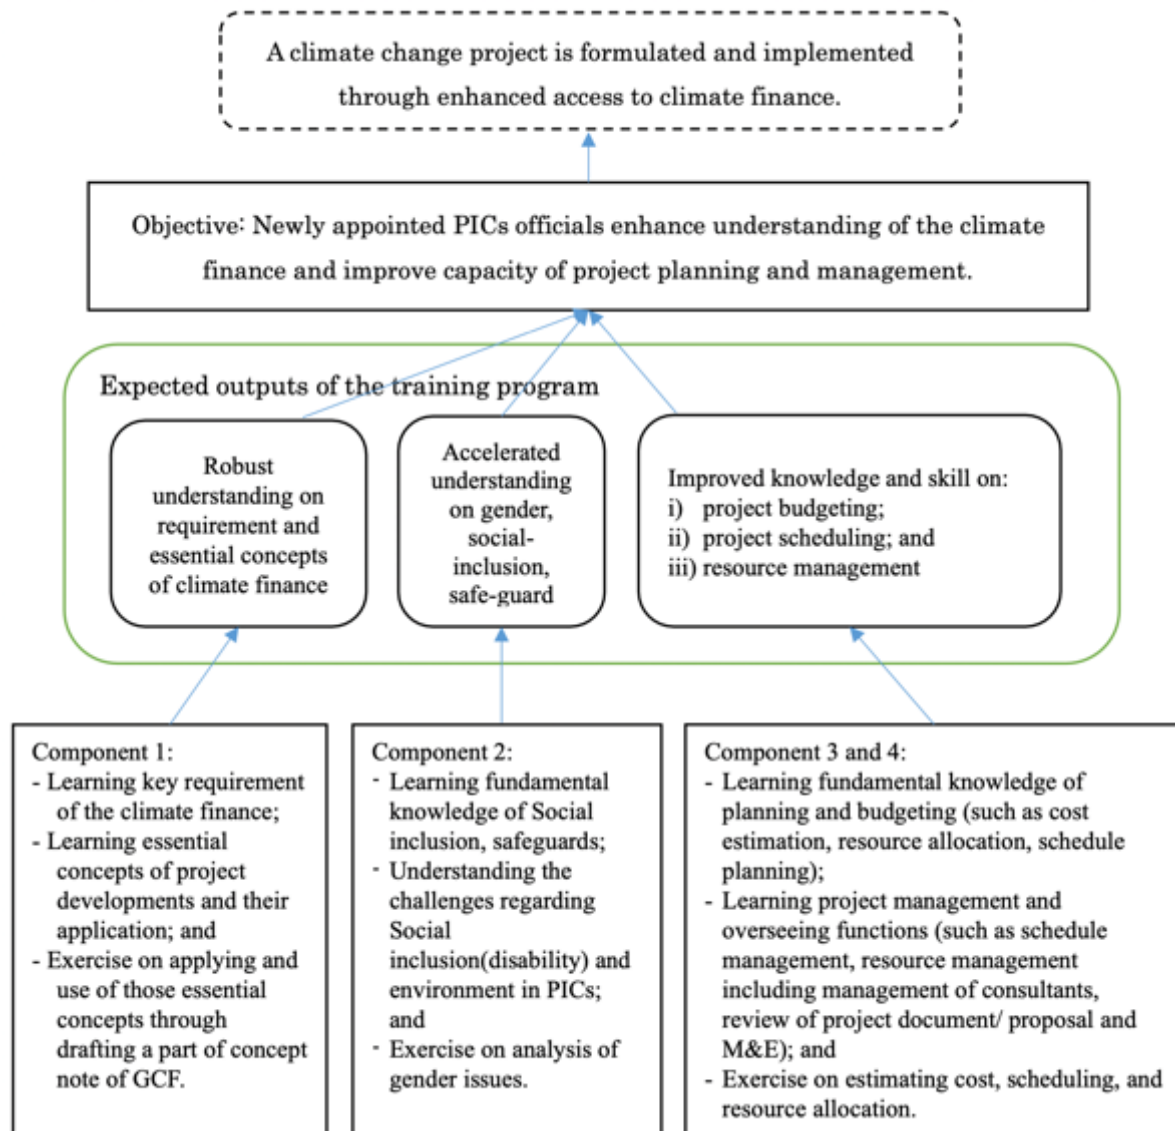 A climate change project is formulated and implemented
through enhanced access to climate finance.
Objective: Newly appointed PICs officials enhance understanding of the climate
finance and improve capacity of project planning and management.
Expected outputs of the training program
Robust
understanding on
requirement and
essential concepts
of climate finance
Accelerated
understanding
on gender,
social-
inclusion,
safe-guard
Improved knowledge and skill on:
i) project budgeting;
ii) project scheduling; and
iii) resource management
Component 1:
- Learning key requirement
of the climate finance;
- Learning essential
concepts of project
developments and their
application; and
- Exercise on applying and
use of those essential
concepts through
drafting a part of concept
note of GCF.
Component 2:
- Learning fundamental
knowledge of Social
inclusion, safeguards;
- Understanding the
challenges regarding
Social
inclusion(disability) and
environment in PICs;
and
- Exercise on analysis of
gender issues.
Component 3 and 4:
- Learning fundamental knowledge of
planning and budgeting (such as cost
estimation, resource allocation, schedule
planning);
- Learning project management and
overseeing functions (such as schedule
management, resource management
including management of consultants,
review of project document/ proposal and
M&E); and
- Exercise on estimating cost, scheduling, and
resource allocation.